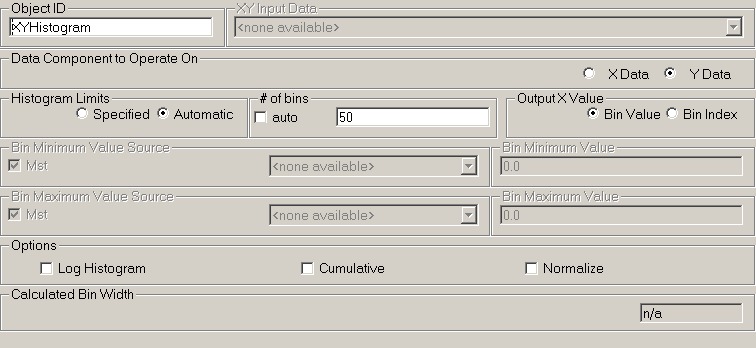 Object ID
XY Input Data
XYHistogram
<none available>
Data Component to Operate On
X Data Y Data
Histogram Limits
# of bins
Output X Value
Specified Automatic
auto 50
Bin Value Bin Index
Bin Minimum Value Source
Bin Minimum Value
Mst <none available>
0.0
Bin Maximum Value Source
Bin Maximum Value
Mst <none available>
0.0
Options
Log Histogram Cumulative Normalize
Calculated Bin Width
n/a